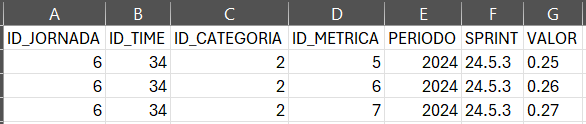 A B C D E F G
ID_JORNADA ID_TIME ID_CATEGORIA ID_METRICA PERIODO SPRINT VALOR
6 34 2 5 2024 24.5.3 0.25
6 34 2 6 2024 24.5.3 0.26
6 34 2 7 2024 24.5.3 0.27